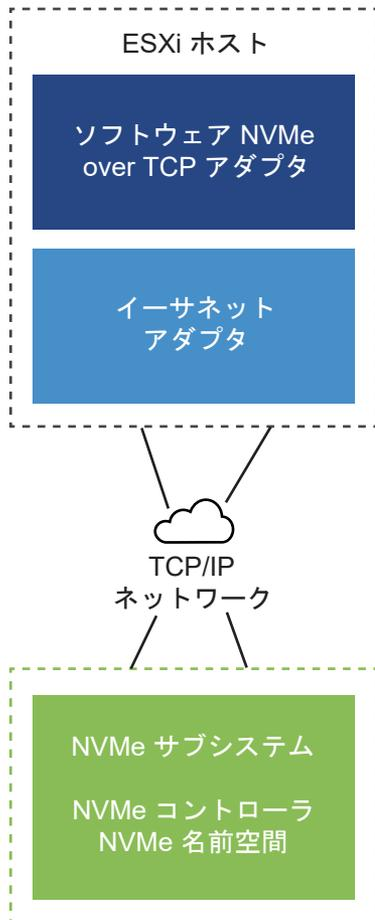 ESXi ホスト
ソフトウェア NVMe
over TCP アダプタ
イーサネット
アダプタ
TCP/IP
ネットワーク
NVMe サブシステム
NVMe コントローラ
NVMe 名前空間